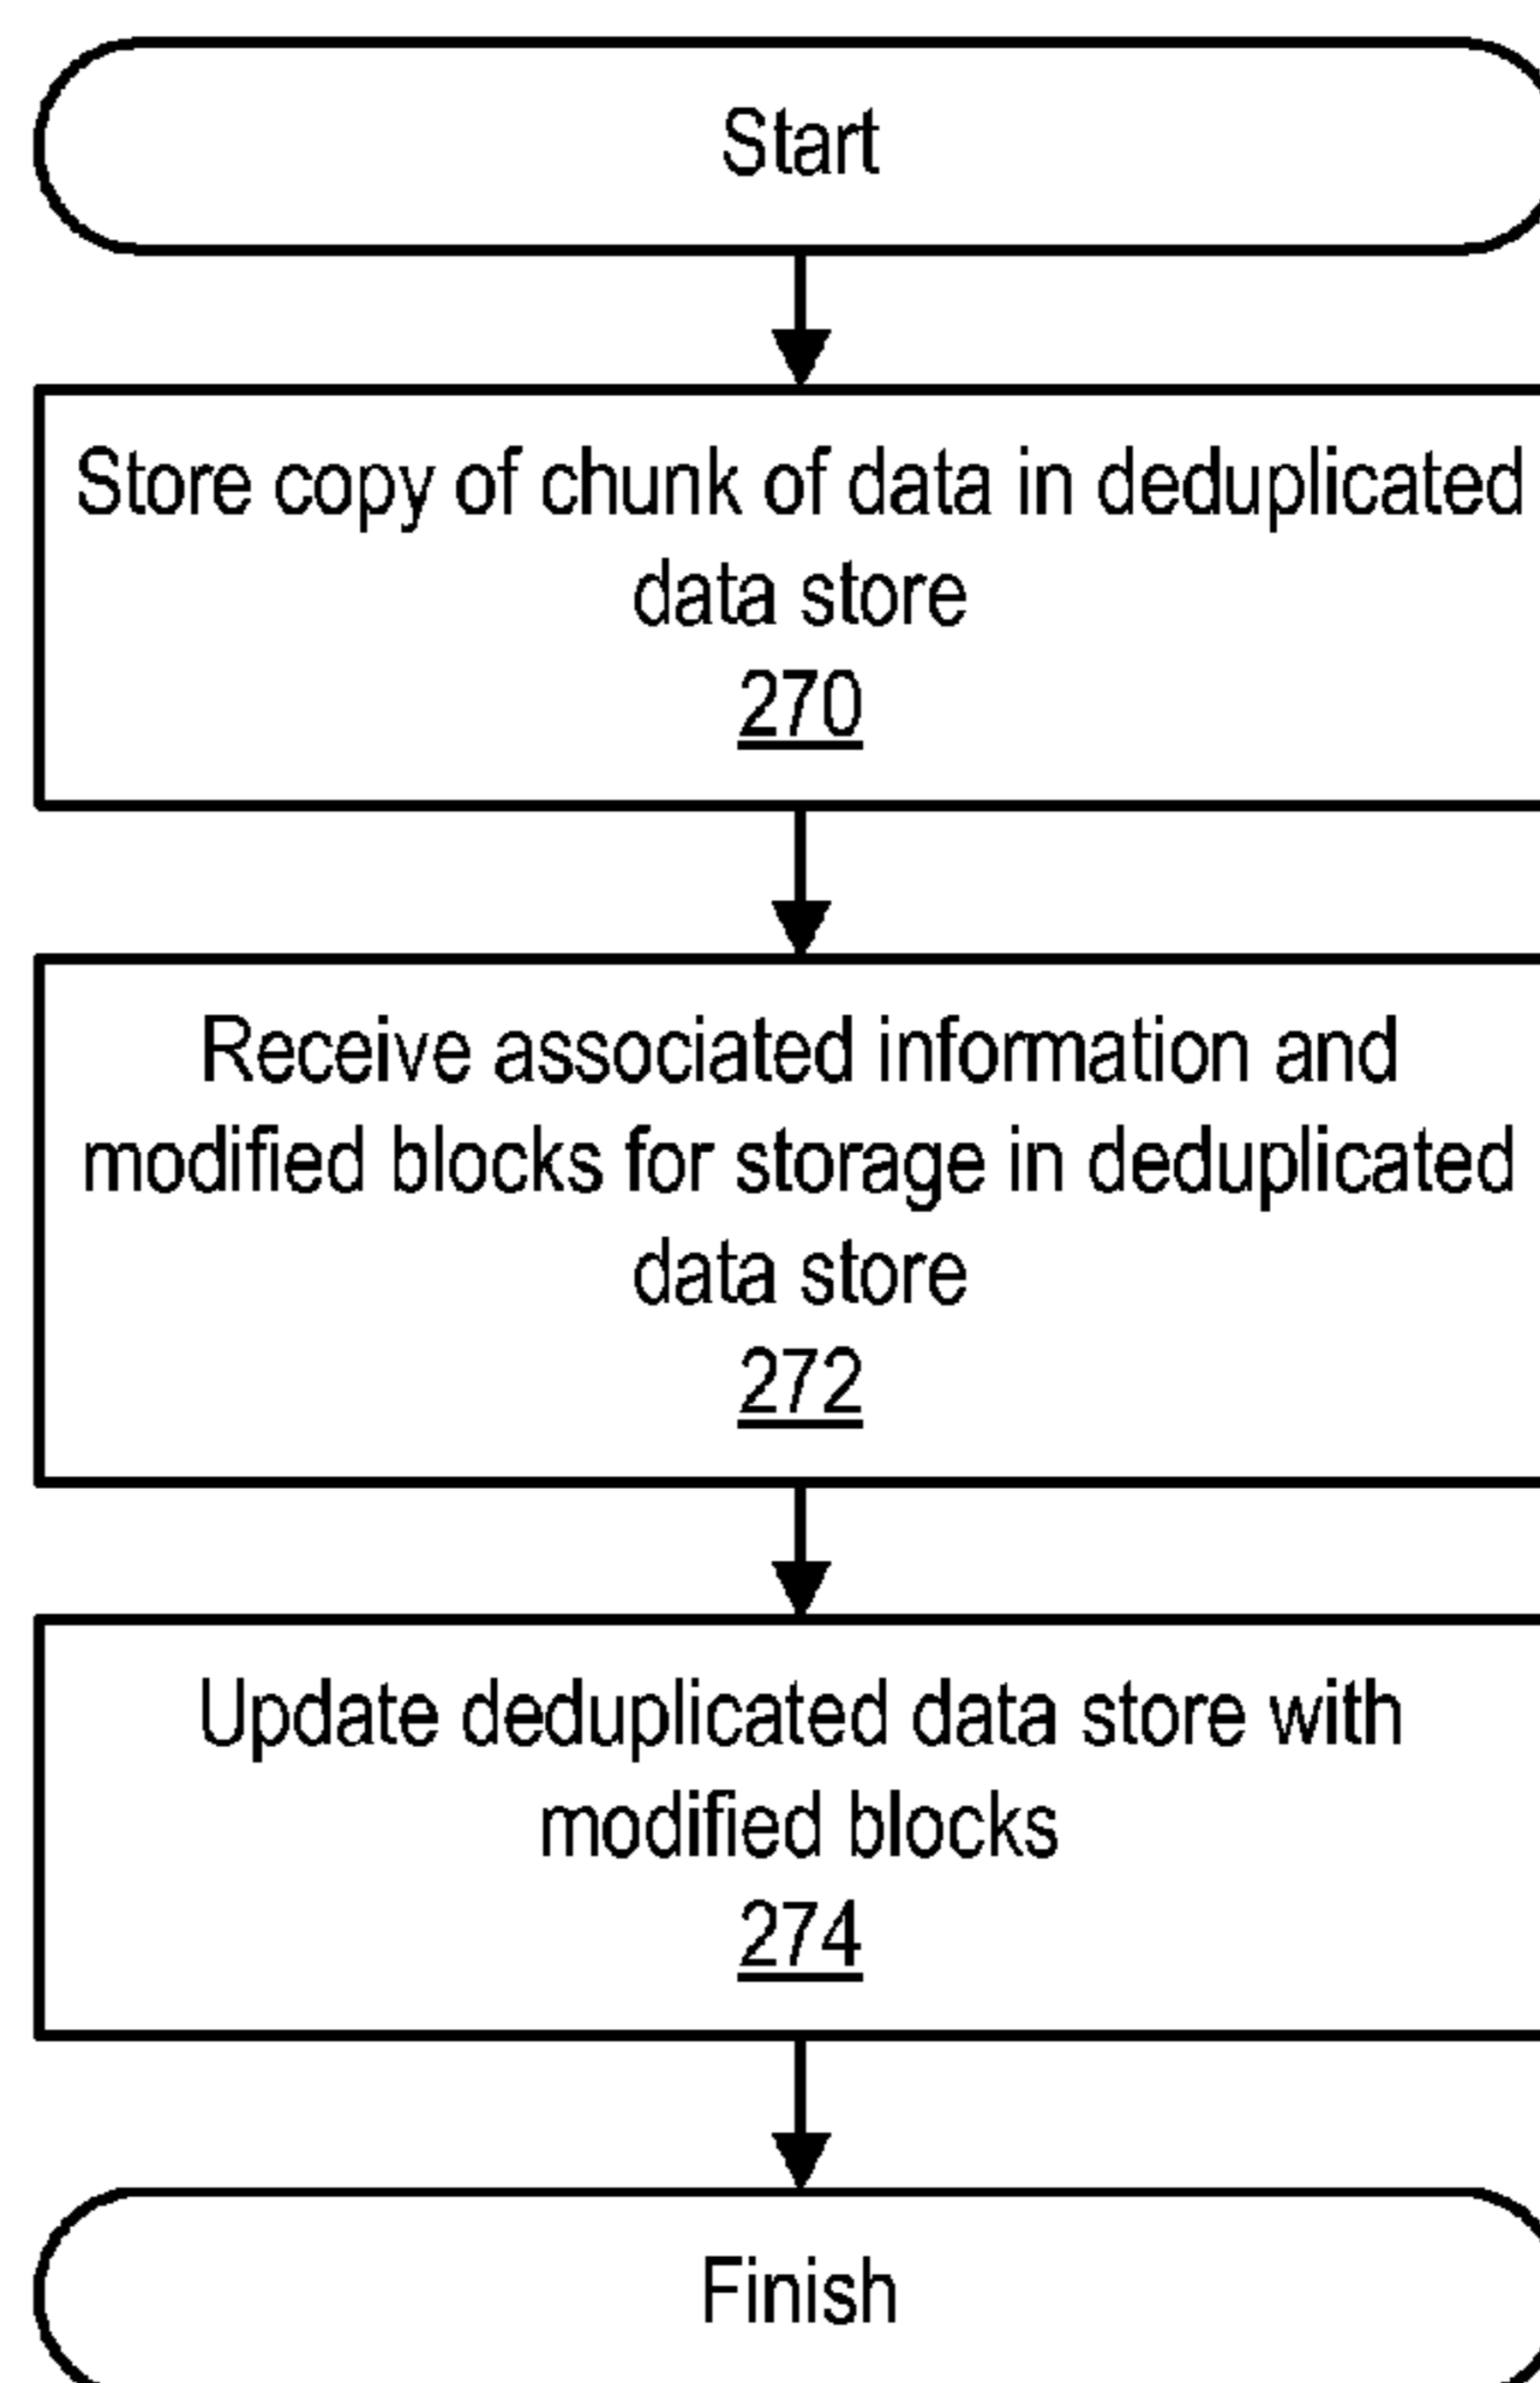 Start
Store copy of chunk of data in deduplicated
data store
270
Receive associated information and
modified blocks for storage in deduplicated
data store
272
Update deduplicated data store with
modified blocks
274
Finish